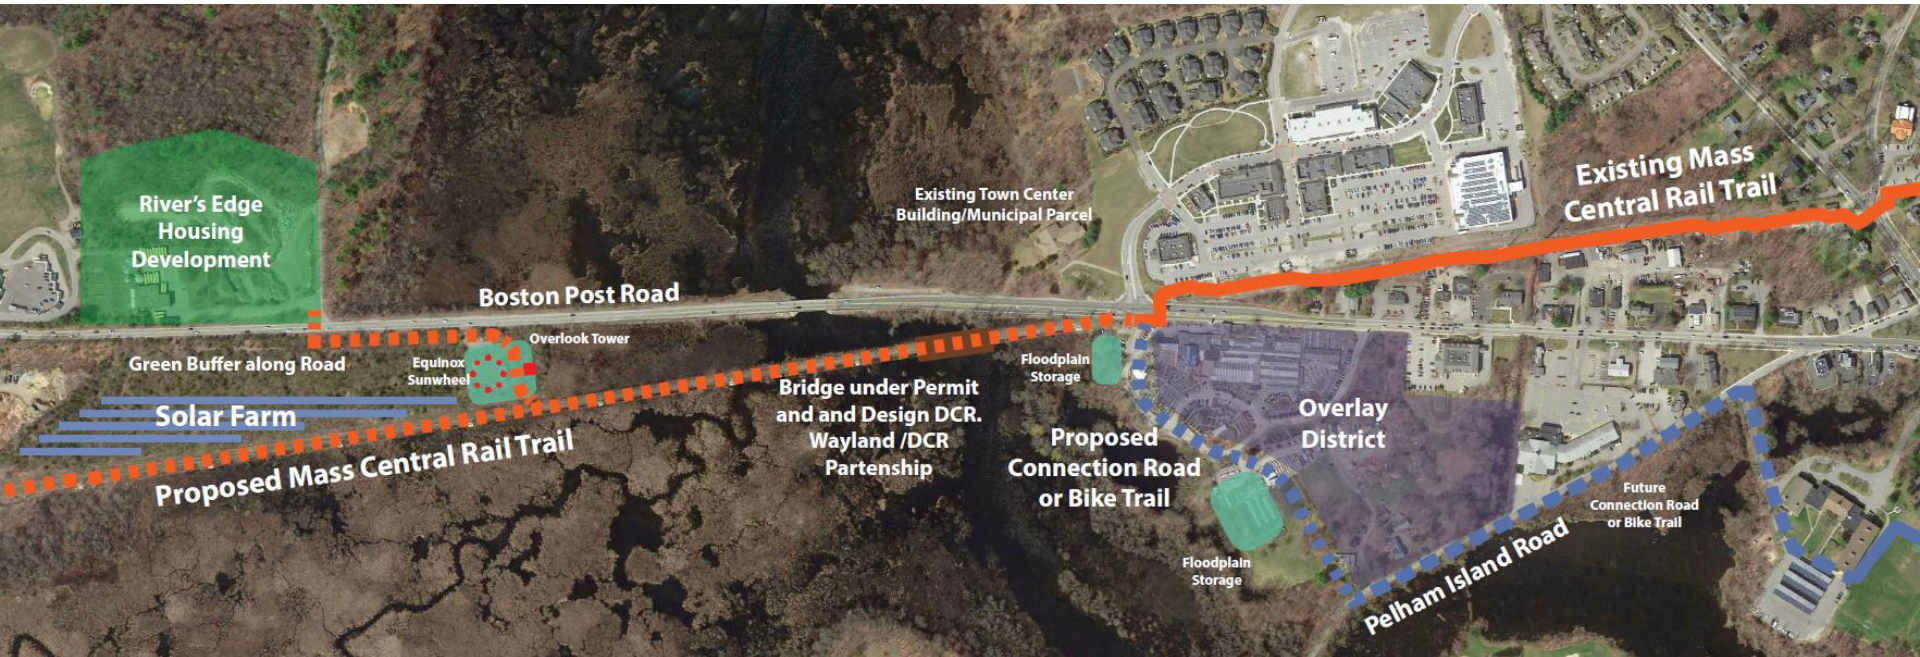 River's Edge
Housing
Development
Existing Town Center
Building/Municipal Parcel
Existing Mass
Central Rail Trail
Boston Post Road
Overlook Tower
Green Buffer along Road
Equinox
Sunwheel
Solar Farm
Proposed Mass Central Rail Trail
Bridge under Permit
and and Design DCR.
Wayland /DCR
Partenship
Floodplain
Storage
Proposed
Connection Road
or Bike Trail
Overlay
District
Floodplain
Storage
Future
Connection Road
or Bike Trail
Pelham Island Road